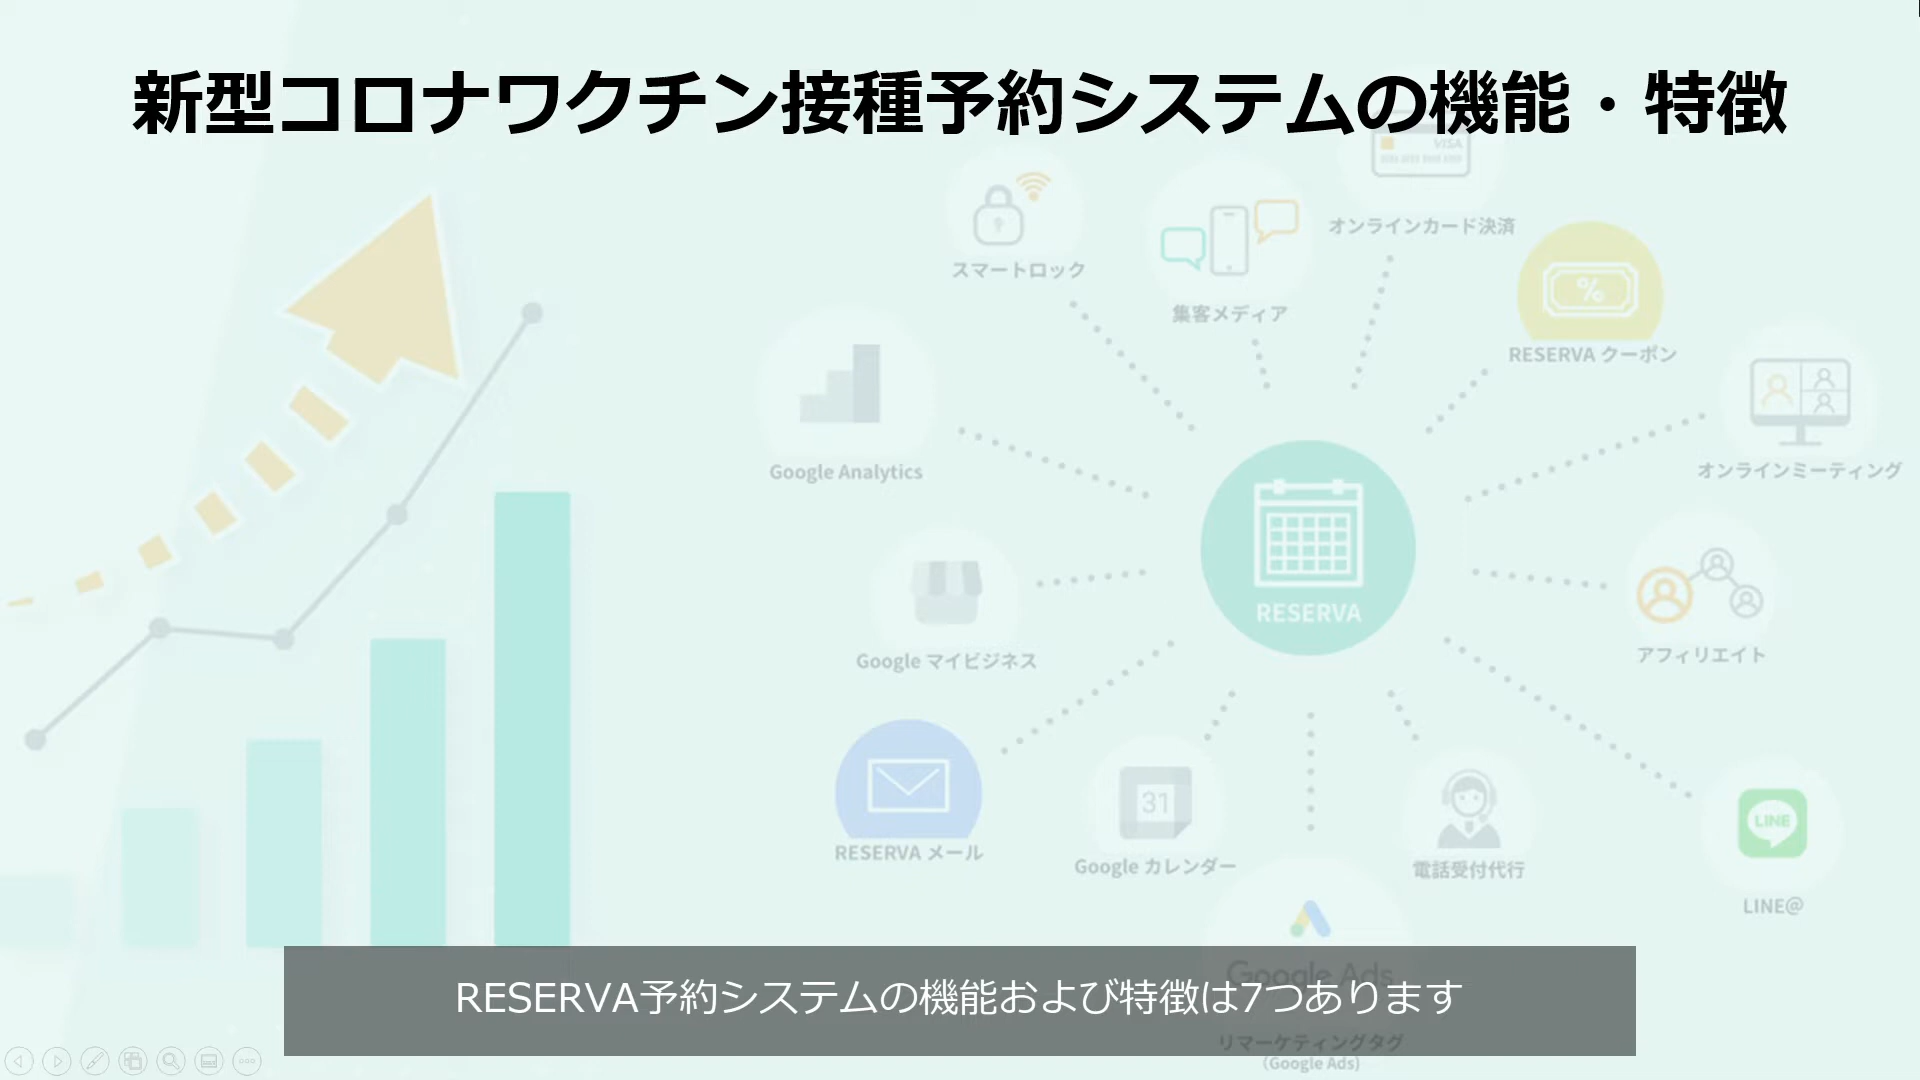 新型コロナワクチン接種予約システムの機能・特徴
VISA
スマートロック
集客メディア
オンラインカード決済
%
RESERVA クーポン
Google Analytics
オンラインミーティング
RESERVA
Google マイビジネス
アフィリエイト
RESERVA メール
31
Google カレンダー
電話受付代行
LINE
LINE@
Google Ads
RESERVA予約システムの機能および特徴は7つあります
リマーケティングタグ
(Google Ads)